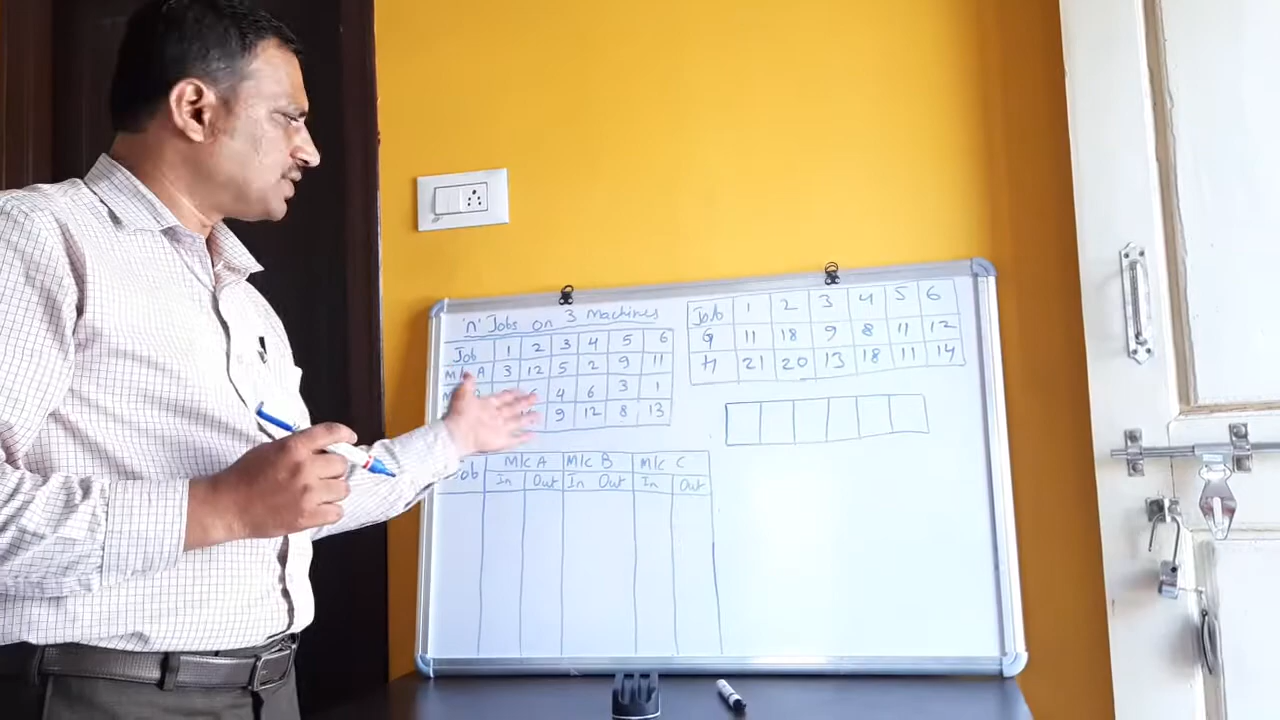 'n' Jobs on 3 Machines
Job 1 2 3 4 5 6
M/c A 3 12 5 2 9 11
4 6 3 1
9 12 8 13
Job 1 2 3 4 5 6
G 11 18 9 8 11 12
H 21 20 13 18 11 14
Job M/c A M/c B M/c C
In Out In Out In Out